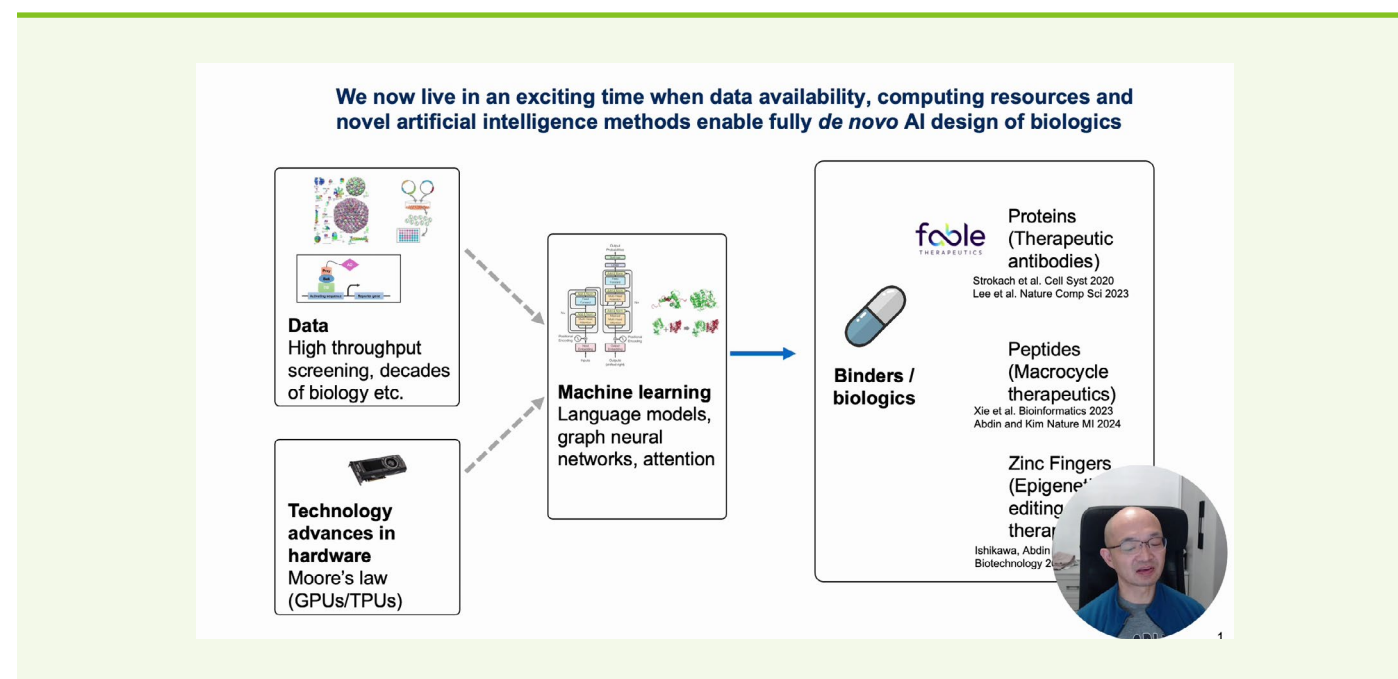 We now live in an exciting time when data availability, computing resources and
novel artificial intelligence methods enable fully de novo AI design of biologics
Data
High throughput
screening, decades
of biology etc.
Technology
advances in
hardware
Moore's law
(GPUs/TPUs)
Machine learning
Language models,
graph neural
networks, attention
Binders /
biologics
fable
THERAPEUTICS
Proteins
(Therapeutic
antibodies)
Strokach et al. Cell Syst 2020
Lee et al. Nature Comp Sci 2023
Peptides
(Macrocycle
therapeutics)
Xie et al. Bioinformatics 2023
Abdin and Kim Nature MI 2024
Zinc Fingers
editing
Ishikawa, Abdin
Biotechnology
1